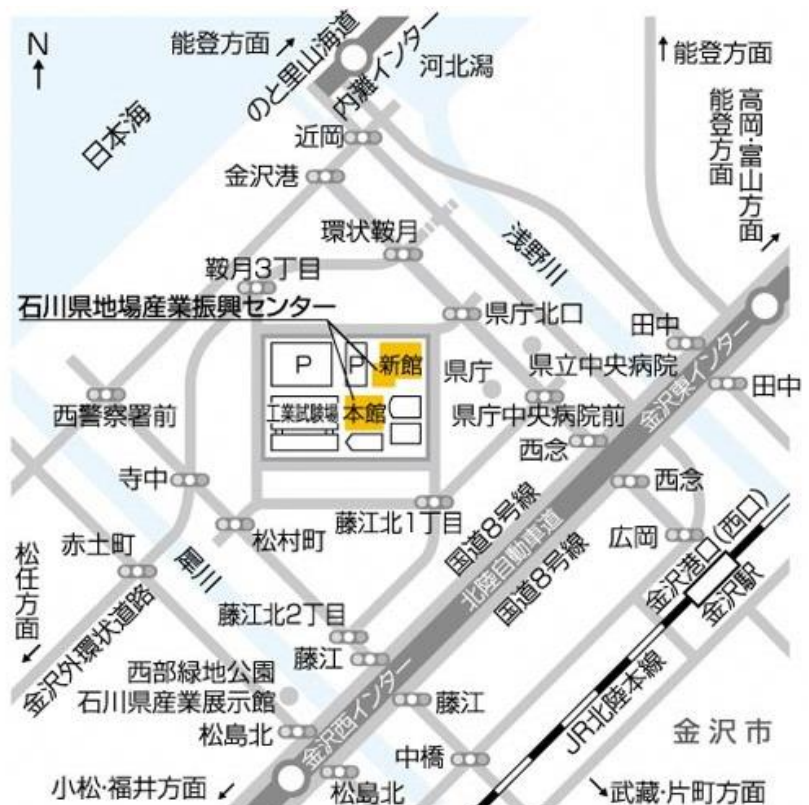 N
能登方面
のと里山海道
内灘インター
河北潟
能登方面
高岡・富山方面
能登方面
日本海
近岡
金沢港
環状鞍月
浅野川
鞍月3丁目
石川県地場産業振興センター
県庁北口
田中
P
P
新館
県庁
県立中央病院
金沢東インター
田中
西警察署前
工業試験場
本館
県庁中央病院前
西念
寺中
西念
藤江北1丁目
国道8号線
松村町
広岡
金沢港口(西口)
赤土町
犀川
北陸自動車道
国道8号線
金沢駅
松任方面
金沢外環状道路
藤江北2丁目
藤江
西部緑地公園
石川県産業展示館
藤江
JR北陸本線
松島北
金沢西インター
中橋
金沢市
小松・福井方面
松島北
武蔵・片町方面